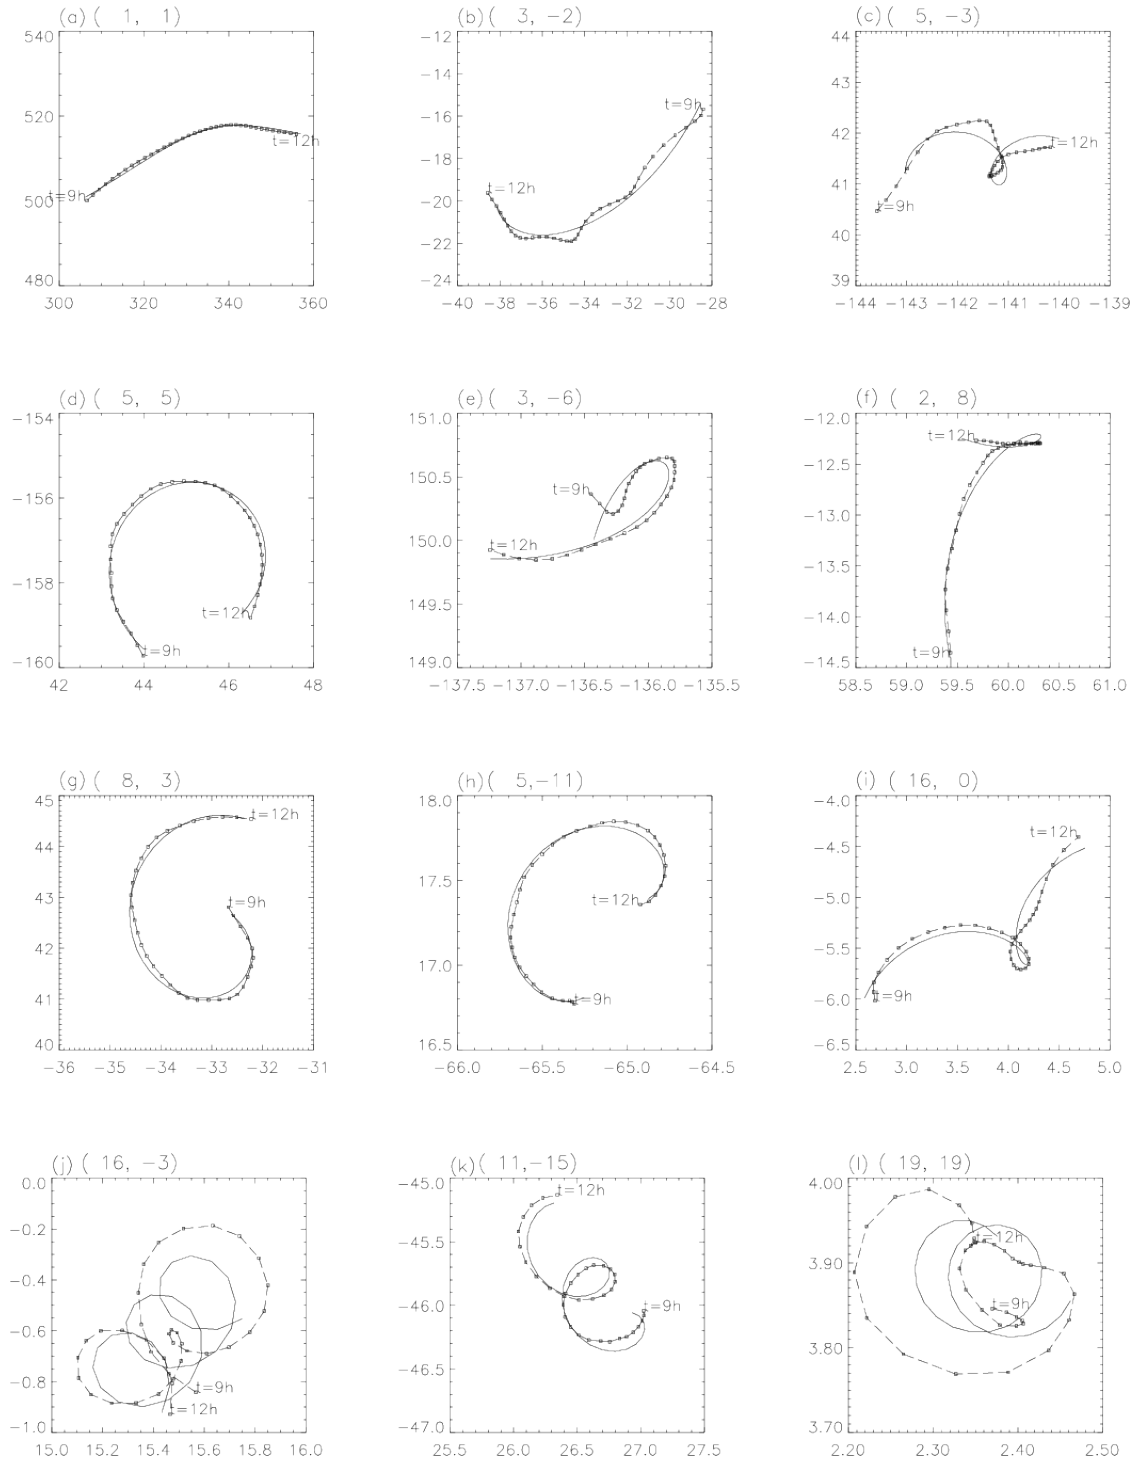 (a) ( 1, 1) (b) ( 3, −2) (c) ( 5, −3)
540 −12 44
520 −14 43
500 −16 42
480 −18 41
−20 40
−22 39
−24
t=9h t=12h t=9h t=12h t=9h t=12h
300 320 340 360 −40 −38 −36 −34 −32 −30 −28 −144 −143 −142 −141 −140 −139
(d) ( 5, 5) (e) ( 3, −6) (f) ( 2, 8)
−154 151.0 −12.0
−156 150.5 −12.5
−158 150.0 −13.0
−160 149.5 −13.5
149.0 −14.0
−14.5
t=12h t=9h t=9h t=12h t=12h t=9h
42 44 46 48 −137.5 −137.0 −136.5 −136.0 −135.5 58.5 59.0 59.5 60.0 60.5 61.0
(g) ( 8, 3) (h) ( 5,−11) (i) ( 16, 0)
45 18.0 −4.0
44 17.5 −4.5
43 17.0 −5.0
42 16.5 −5.5
41 −6.0
40 −6.5
t=12h t=9h t=12h t=9h t=12h t=9h
−36 −35 −34 −33 −32 −31 −66.0 −65.5 −65.0 −64.5 2.5 3.0 3.5 4.0 4.5 5.0
(j) ( 16, −3) (k) ( 11,−15) (l) ( 19, 19)
0.0 −45.0 4.00
−0.2 −45.5 3.90
−0.4 −46.0 3.80
−0.6 −46.5 3.70
−0.8 −47.0
−1.0
t=9h t=12h t=12h t=9h t=12h t=9h
15.0 15.2 15.4 15.6 15.8 16.0 25.5 26.0 26.5 27.0 27.5 2.20 2.30 2.40 2.50